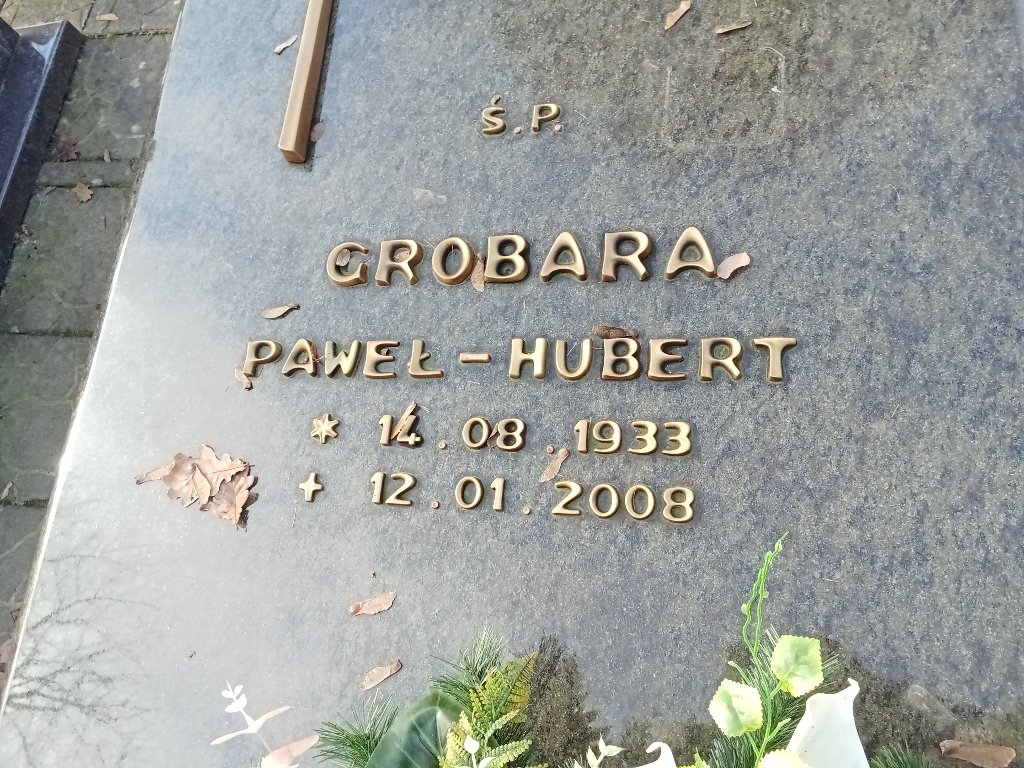 Ś.P.
GROBARA
PAWEŁ-HUBERT
* 14.08.1933
+ 12.01.2008